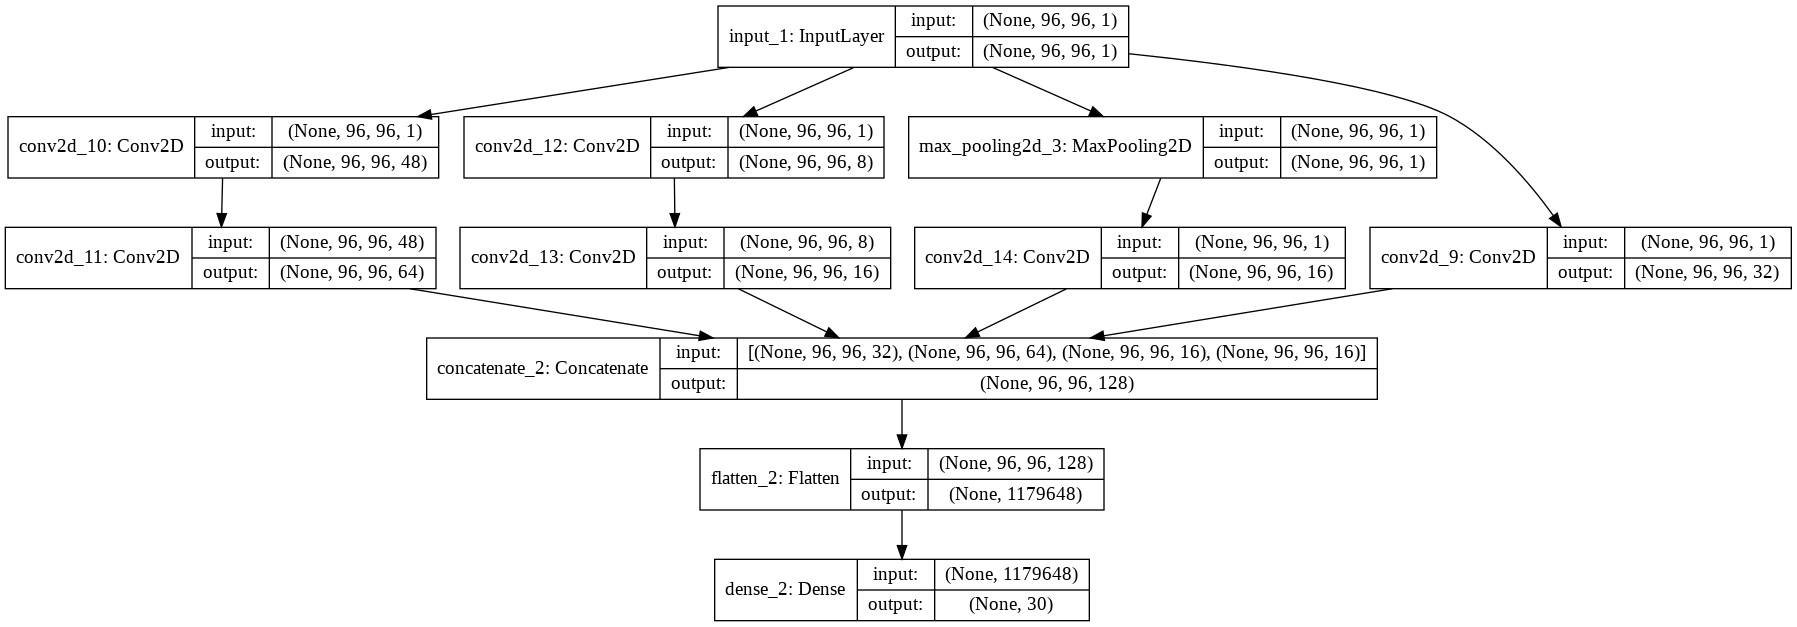 input_1: InputLayer
input: (None, 96, 96, 1)
output: (None, 96, 96, 1)
conv2d_10: Conv2D
input: (None, 96, 96, 1)
output: (None, 96, 96, 48)
conv2d_12: Conv2D
input: (None, 96, 96, 1)
output: (None, 96, 96, 8)
max_pooling2d_3: MaxPooling2D
input: (None, 96, 96, 1)
output: (None, 96, 96, 1)
conv2d_11: Conv2D
input: (None, 96, 96, 48)
output: (None, 96, 96, 64)
conv2d_13: Conv2D
input: (None, 96, 96, 8)
output: (None, 96, 96, 16)
conv2d_14: Conv2D
input: (None, 96, 96, 1)
output: (None, 96, 96, 16)
conv2d_9: Conv2D
input: (None, 96, 96, 1)
output: (None, 96, 96, 32)
concatenate_2: Concatenate
input: [(None, 96, 96, 32), (None, 96, 96, 64), (None, 96, 96, 16), (None, 96, 96, 16)]
output: (None, 96, 96, 128)
flatten_2: Flatten
input: (None, 96, 96, 128)
output: (None, 1179648)
dense_2: Dense
input: (None, 1179648)
output: (None, 30)